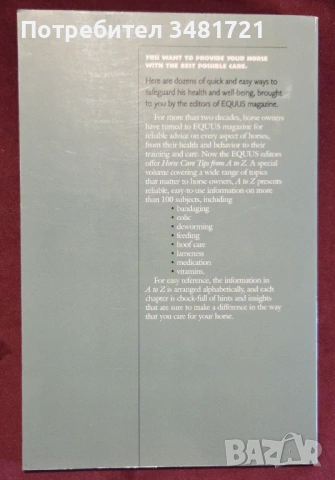 Потребител 3481721
YOU WANT TO PROVIDE YOUR HORSE
WITH THE BEST POSSIBLE CARE.
Here are dozens of quick and easy ways to
safeguard his health and well-being, brought
to you by the editors of EQUUS magazine.
For more than two decades, horse owners
have turned to EQUUS magazine for
reliable advice on every aspect of horses,
from their health and behavior to their
training and care. Now the EQUUS editors
offer Horse Care Tips from A to Z. A special
volume covering a wide range of topics
that matter to horse owners, A to Z presents
reliable, easy-to-use information on more
than 100 subjects, including
• bandaging
• colic
• deworming
• feeding
• hoof care
• lameness
• medication
• vitamins.
For easy reference, the information in
A to Z is arranged alphabetically, and each
chapter is chock-full of hints and insights
that are sure to make a difference in the way
that you care for your horse.
BAZAR